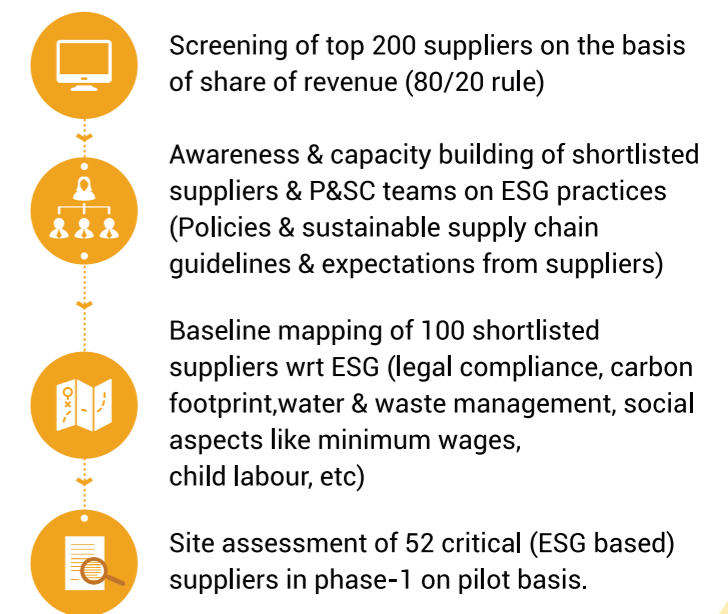 Screening of top 200 suppliers on the basis
of share of revenue (80/20 rule)
Awareness & capacity building of shortlisted
suppliers & P&SC teams on ESG practices
(Policies & sustainable supply chain
guidelines & expectations from suppliers)
Baseline mapping of 100 shortlisted
suppliers wrt ESG (legal compliance, carbon
footprint,water & waste management, social
aspects like minimum wages,
child labour, etc)
Site assessment of 52 critical (ESG based)
suppliers in phase-1 on pilot basis.